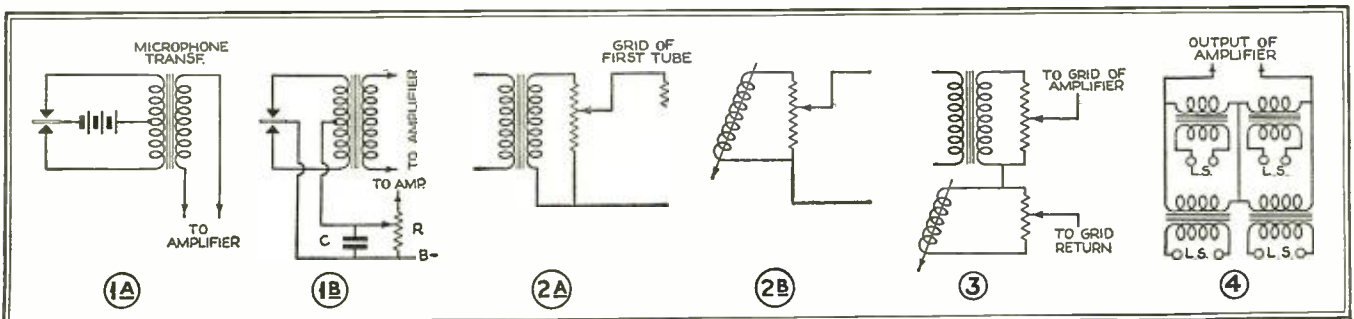 MICROPHONE
TRANSF.
TO
AMPLIFIER
1A
TO AMPLIFIER
TO AMP.
C
R
B-
1B
GRID OF
FIRST TUBE
2A
2B
TO GRID OF
AMPLIFIER
TO GRID
RETURN
3
OUTPUT OF
AMPLIFIER
L.S. L.S.
L.S. L.S.
4